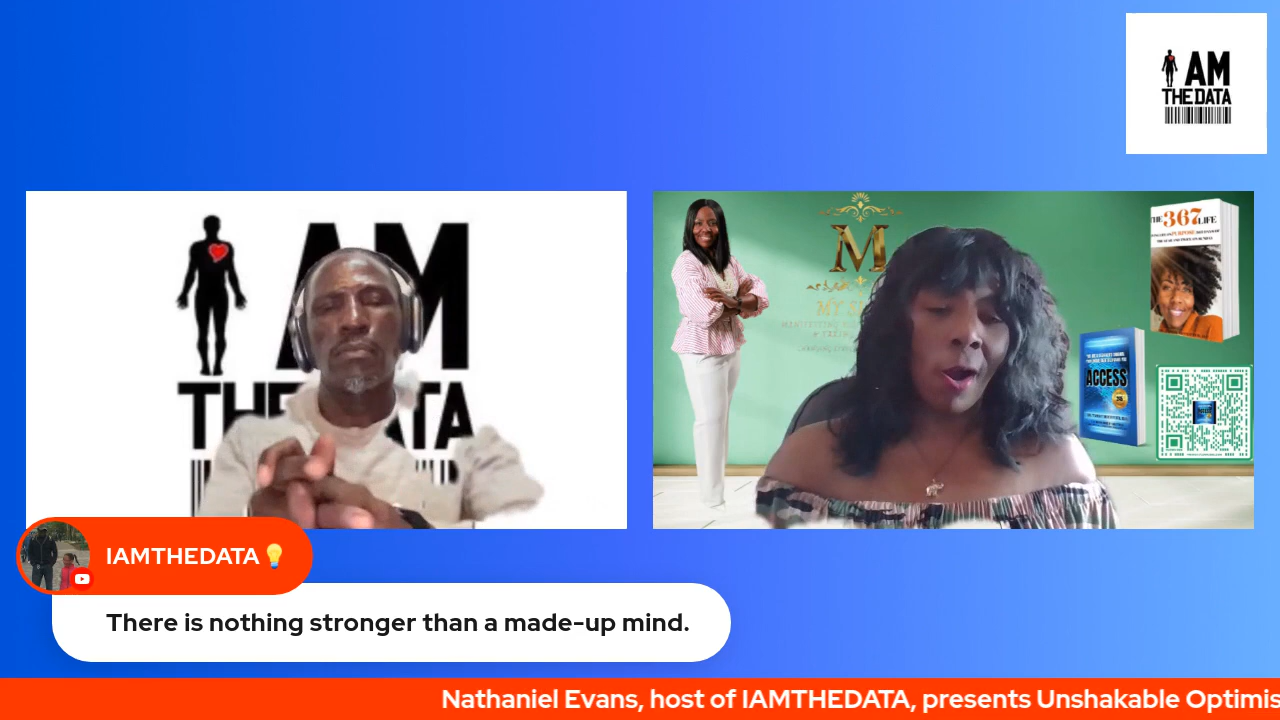 I AM
THE DATA
I AM
THE DATA
M
THE 367 LIFE
ACCESS
IAMTHEDATA💡
There is nothing stronger than a made-up mind.
Nathaniel Evans, host of IAMTHEDATA, presents Unshakable Optimis